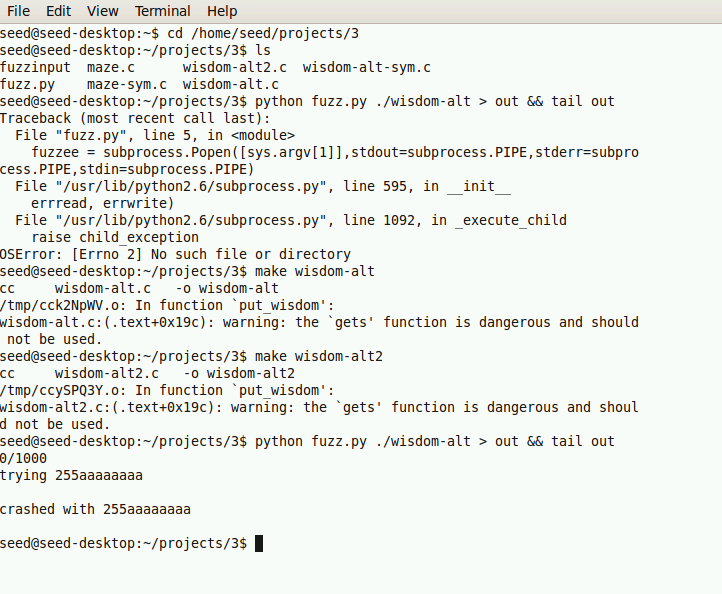 File Edit View Terminal Help
seed@seed-desktop:~$ cd /home/seed/projects/3
seed@seed-desktop:~/projects/3$ ls
fuzzinput  maze.c      wisdom-alt2.c  wisdom-alt-sym.c
fuzz.py    maze-sym.c  wisdom-alt.c
seed@seed-desktop:~/projects/3$ python fuzz.py ./wisdom-alt > out && tail out
Traceback (most recent call last):
  File "fuzz.py", line 5, in <module>
    fuzzee = subprocess.Popen([sys.argv[1]],stdout=subprocess.PIPE,stderr=subpro
cess.PIPE,stdin=subprocess.PIPE)
  File "/usr/lib/python2.6/subprocess.py", line 595, in __init__
    errread, errwrite)
  File "/usr/lib/python2.6/subprocess.py", line 1092, in _execute_child
    raise child_exception
OSError: [Errno 2] No such file or directory
seed@seed-desktop:~/projects/3$ make wisdom-alt
cc     wisdom-alt.c   -o wisdom-alt
/tmp/cck2NpWV.o: In function `put_wisdom':
wisdom-alt.c:(.text+0x19c): warning: the `gets' function is dangerous and should
 not be used.
seed@seed-desktop:~/projects/3$ make wisdom-alt2
cc     wisdom-alt2.c   -o wisdom-alt2
/tmp/ccySPQ3Y.o: In function `put_wisdom':
wisdom-alt2.c:(.text+0x19c): warning: the `gets' function is dangerous and shoul
d not be used.
seed@seed-desktop:~/projects/3$ python fuzz.py ./wisdom-alt > out && tail out
0/1000
trying 255aaaaaaaa
crashed with 255aaaaaaaa
seed@seed-desktop:~/projects/3$